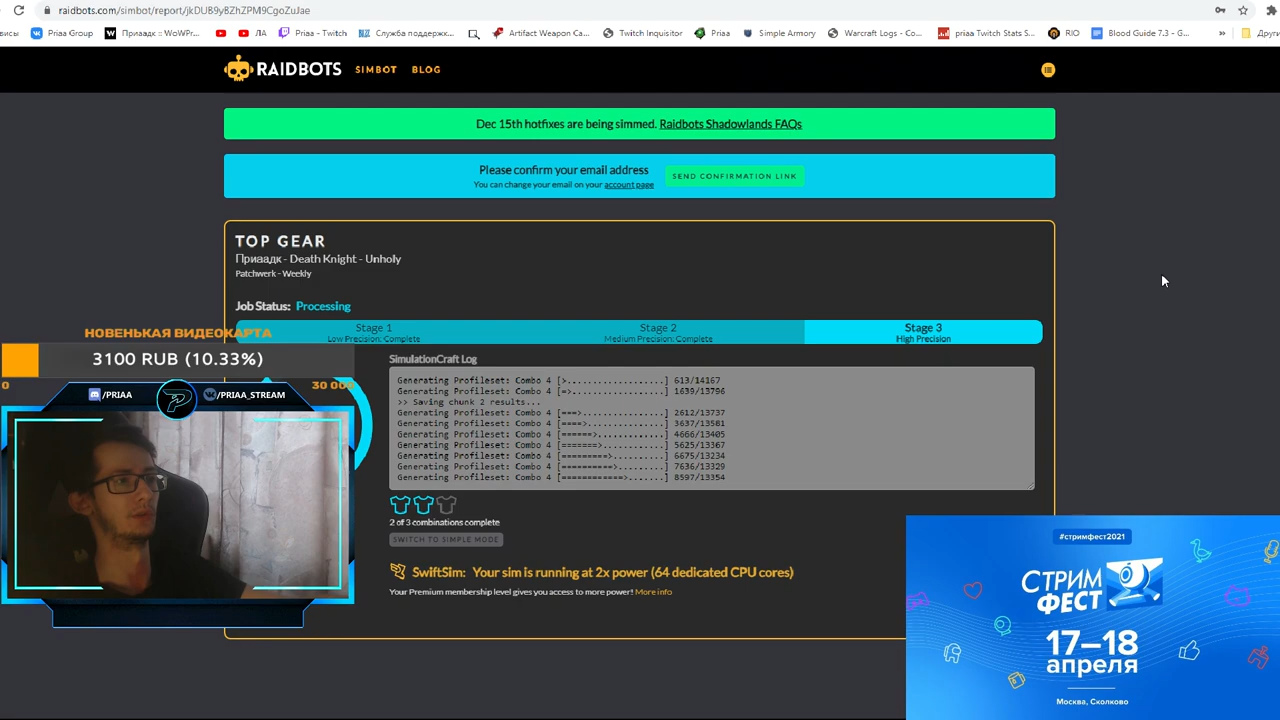 raidbots.com/simbot/report/jkDUB9yBZhZPM9CgoZuJae
висы Priaa Group Приаадк :: WoWPr... ЛА Priaa - Twitch Служба поддержк... Artifact Weapon Ca... Twitch Inquisitor Priaa Simple Armory Warcraft Logs - Co... priaa Twitch Stats S... RIO Blood Guide 7.3 - G... » Други
RAIDBOTS SIMBOT BLOG
Dec 15th hotfixes are being simmed. Raidbots Shadowlands FAQs
Please confirm your email address
You can change your email on your account page
SEND CONFIRMATION LINK
TOP GEAR
Приаадк - Death Knight - Unholy
Patchwerk - Weekly
Job Status: Processing
Stage 1
Low Precision: Complete
Stage 2
Medium Precision: Complete
Stage 3
High Precision
SimulationCraft Log
Generating Profileset: Combo 4 [>...................] 613/14167
Generating Profileset: Combo 4 [=>..................] 1639/13796
>> Saving chunk 2 results...
Generating Profileset: Combo 4 [===>................] 2612/13737
Generating Profileset: Combo 4 [====>...............] 3637/13581
Generating Profileset: Combo 4 [======>.............] 4666/13405
Generating Profileset: Combo 4 [=======>............] 5625/13367
Generating Profileset: Combo 4 [=========>..........] 6675/13234
Generating Profileset: Combo 4 [==========>.........] 7636/13329
Generating Profileset: Combo 4 [============>.......] 8597/13354
2 of 3 combinations complete
SWITCH TO SIMPLE MODE
SwiftSim: Your sim is running at 2x power (64 dedicated CPU cores)
Your Premium membership level gives you access to more power! More info
НОВЕНЬКАЯ ВИДЕОКАРТА
3100 RUB (10.33%)
0 30 000
/PRIAA /PRIAA_STREAM
#стримфест2021
СТРИМ
ФЕСТ
17–18
апреля
Москва, Сколково